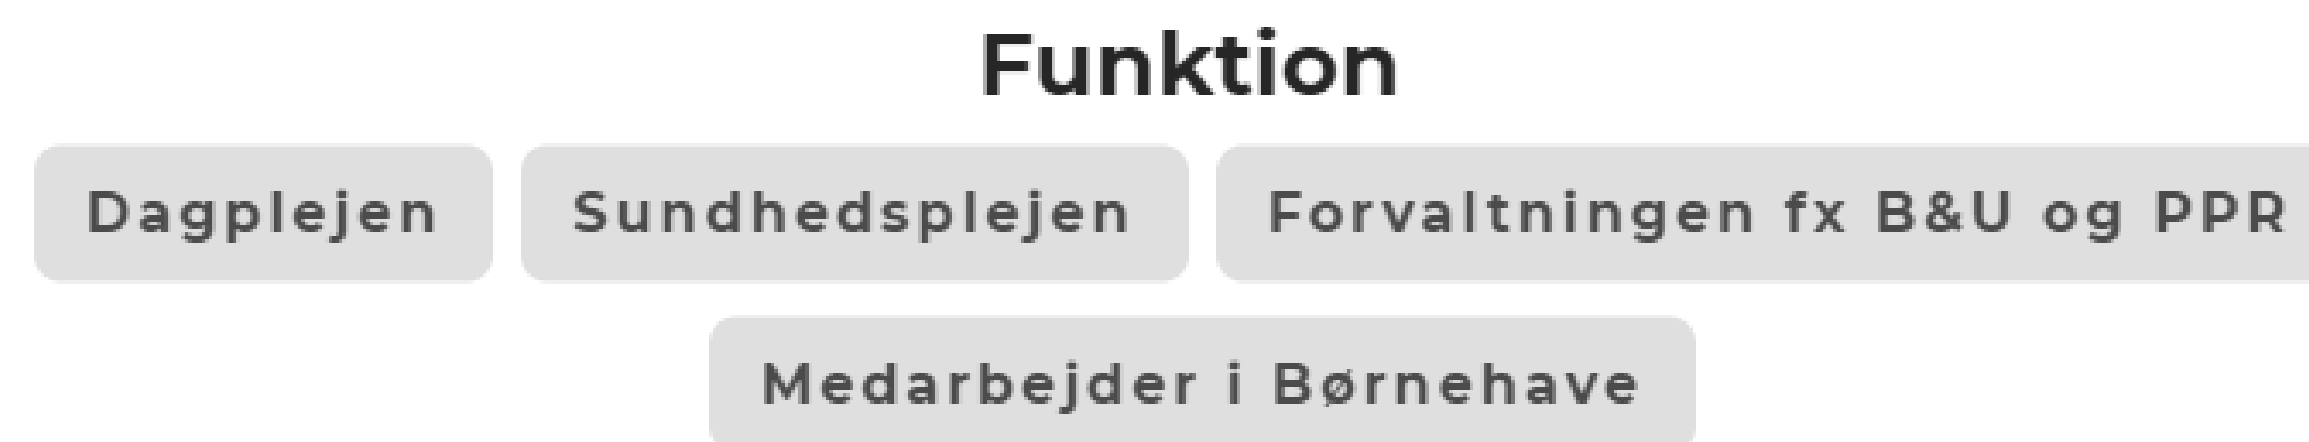 Funktion
Dagplejen Sundhedsplejen Forvaltningen fx B&U og PPR
Medarbejder i Børnehave